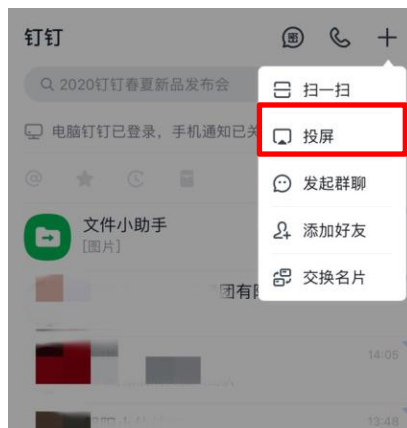 钉钉
2020钉钉春夏新品发布会
扫一扫
电脑钉钉已登录，手机通知已关
投屏
发起群聊
文件小助手
[图片]
添加好友
交换名片
团有限
14:05
13:48